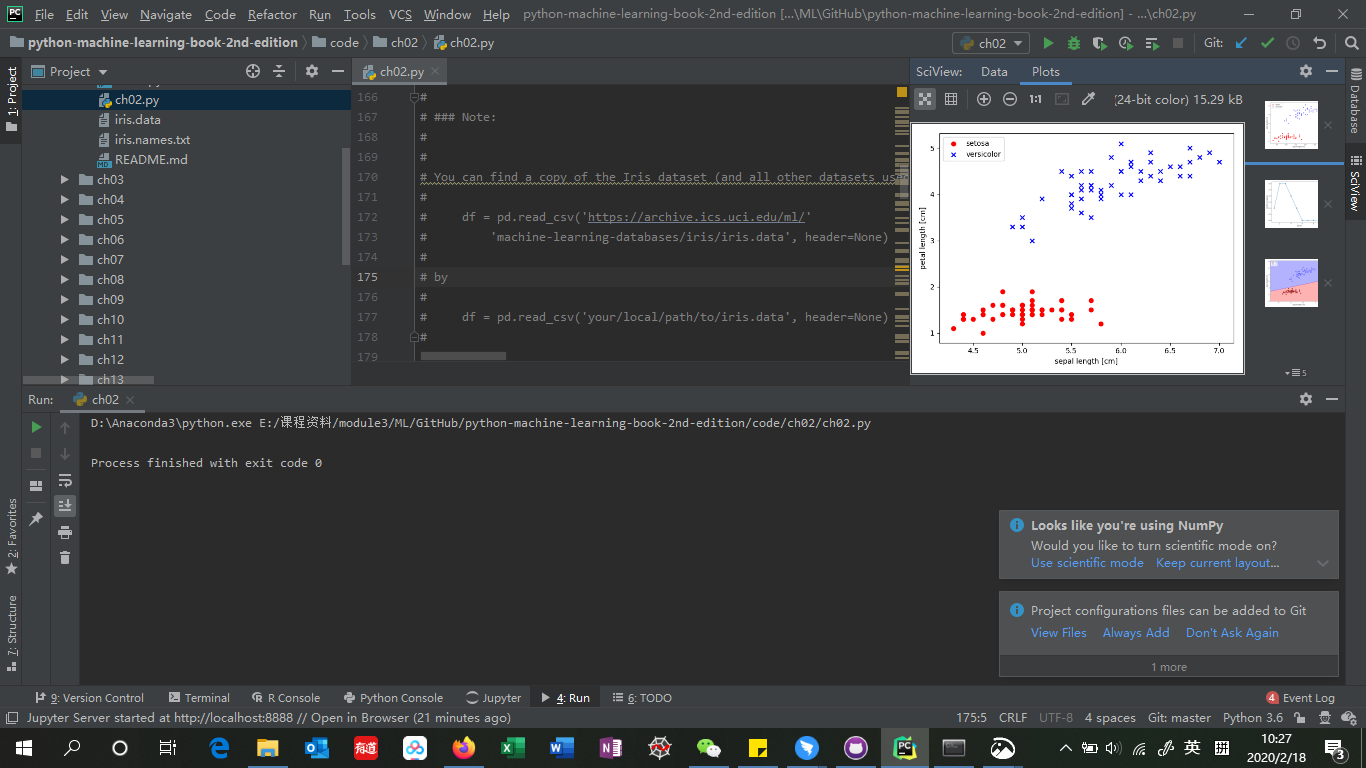 PC File Edit View Navigate Code Refactor Run Tools VCS Window Help python-machine-learning-book-2nd-edition [...\ML\GitHub\python-machine-learning-book-2nd-edition] - ...\ch02.py
python-machine-learning-book-2nd-edition code ch02 ch02.py ch02 Git:
1: Project
Project
ch02.py
iris.data
iris.names.txt
README.md
ch03
ch04
ch05
ch06
ch07
ch08
ch09
ch10
ch11
ch12
ch13
ch02.py
166 #
167 # ### Note:
168 #
169 #
170 # You can find a copy of the Iris dataset (and all other datasets use
171 #
172 # df = pd.read_csv('https://archive.ics.uci.edu/ml/'
173 # 'machine-learning-databases/iris/iris.data', header=None)
174 #
175 # by
176 #
177 # df = pd.read_csv('your/local/path/to/iris.data', header=None)
178 #
179
SciView: Data Plots
1:1 (24-bit color) 15.29 kB
setosa
versicolor
5
4
3
2
1
petal length [cm]
4.5 5.0 5.5 6.0 6.5 7.0
sepal length [cm]
5
Database
SciView
Run: ch02
D:\Anaconda3\python.exe E:/课程资料/module3/ML/GitHub/python-machine-learning-book-2nd-edition/code/ch02/ch02.py
Process finished with exit code 0
2: Favorites
7: Structure
Looks like you're using NumPy
Would you like to turn scientific mode on?
Use scientific mode Keep current layout...
Project configurations files can be added to Git
View Files Always Add Don't Ask Again
1 more
9: Version Control Terminal R Console Python Console Jupyter 4: Run 6: TODO 4 Event Log
Jupyter Server started at http://localhost:8888 // Open in Browser (21 minutes ago) 175:5 CRLF UTF-8 4 spaces Git: master Python 3.6
有道 PC 英 拼 10:27
2020/2/18 3